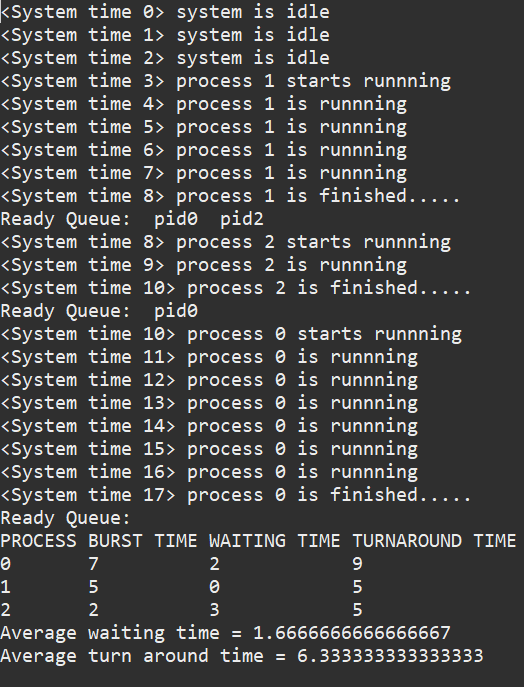 <System time 0> system is idle
<System time 1> system is idle
<System time 2> system is idle
<System time 3> process 1 starts runnning
<System time 4> process 1 is runnning
<System time 5> process 1 is runnning
<System time 6> process 1 is runnning
<System time 7> process 1 is runnning
<System time 8> process 1 is finished.....
Ready Queue:  pid0  pid2
<System time 8> process 2 starts runnning
<System time 9> process 2 is runnning
<System time 10> process 2 is finished.....
Ready Queue:  pid0
<System time 10> process 0 starts runnning
<System time 11> process 0 is runnning
<System time 12> process 0 is runnning
<System time 13> process 0 is runnning
<System time 14> process 0 is runnning
<System time 15> process 0 is runnning
<System time 16> process 0 is runnning
<System time 17> process 0 is finished.....
Ready Queue:
PROCESS BURST TIME WAITING TIME TURNAROUND TIME
0       7          2            9
1       5          0            5
2       2          3            5
Average waiting time = 1.6666666666666667
Average turn around time = 6.333333333333333